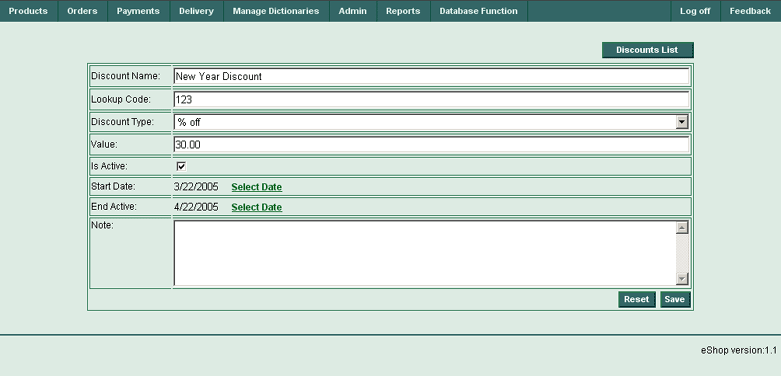 Products Orders Payments Delivery Manage Dictionaries Admin Reports Database Function Log off Feedback
Discounts List
Discount Name: New Year Discount
Lookup Code: 123
Discount Type: % off
Value: 30.00
Is Active:
Start Date: 3/22/2005 Select Date
End Active: 4/22/2005 Select Date
Note:
Reset Save
eShop version:1.1